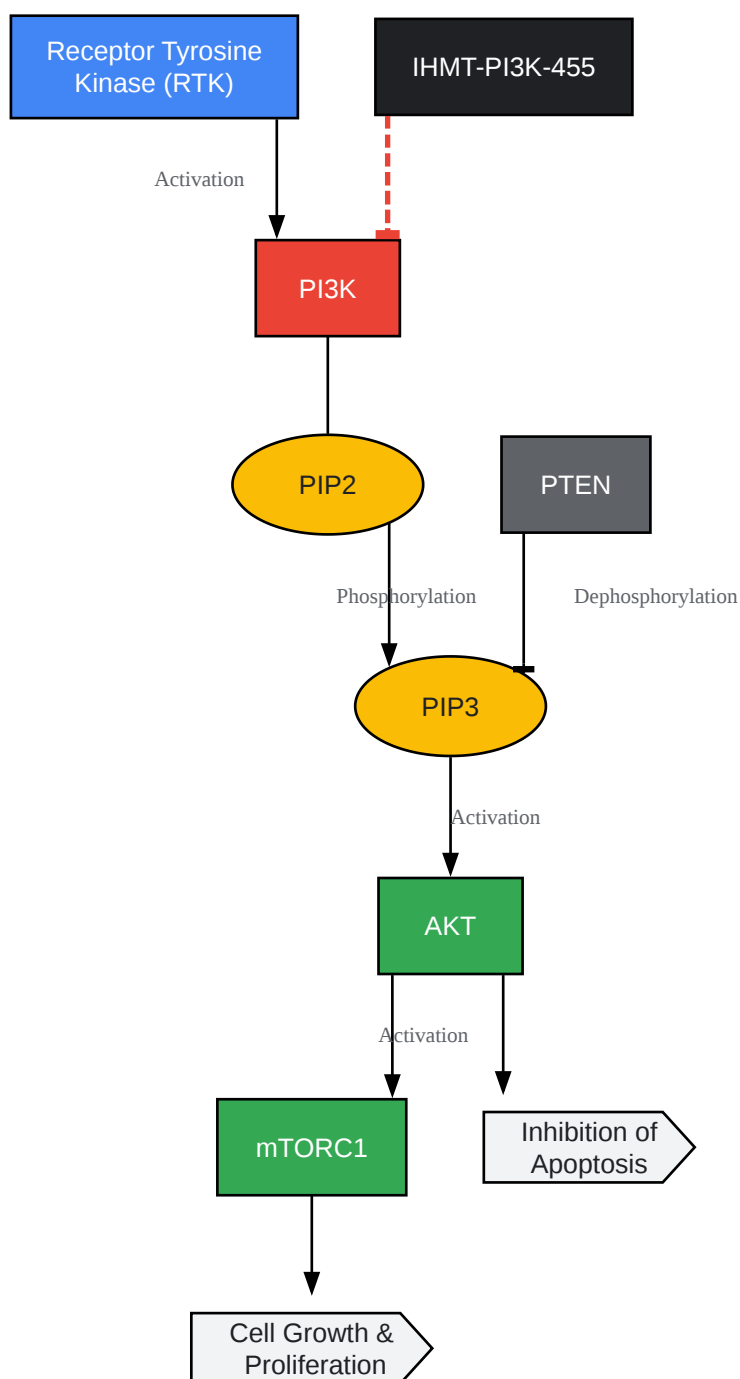 Receptor Tyrosine
Kinase (RTK)
IHMT-PI3K-455
Activation
PI3K
PIP2
PTEN
Phosphorylation
Dephosphorylation
PIP3
Activation
AKT
Activation
mTORC1
Inhibition of
Apoptosis
Cell Growth &
Proliferation